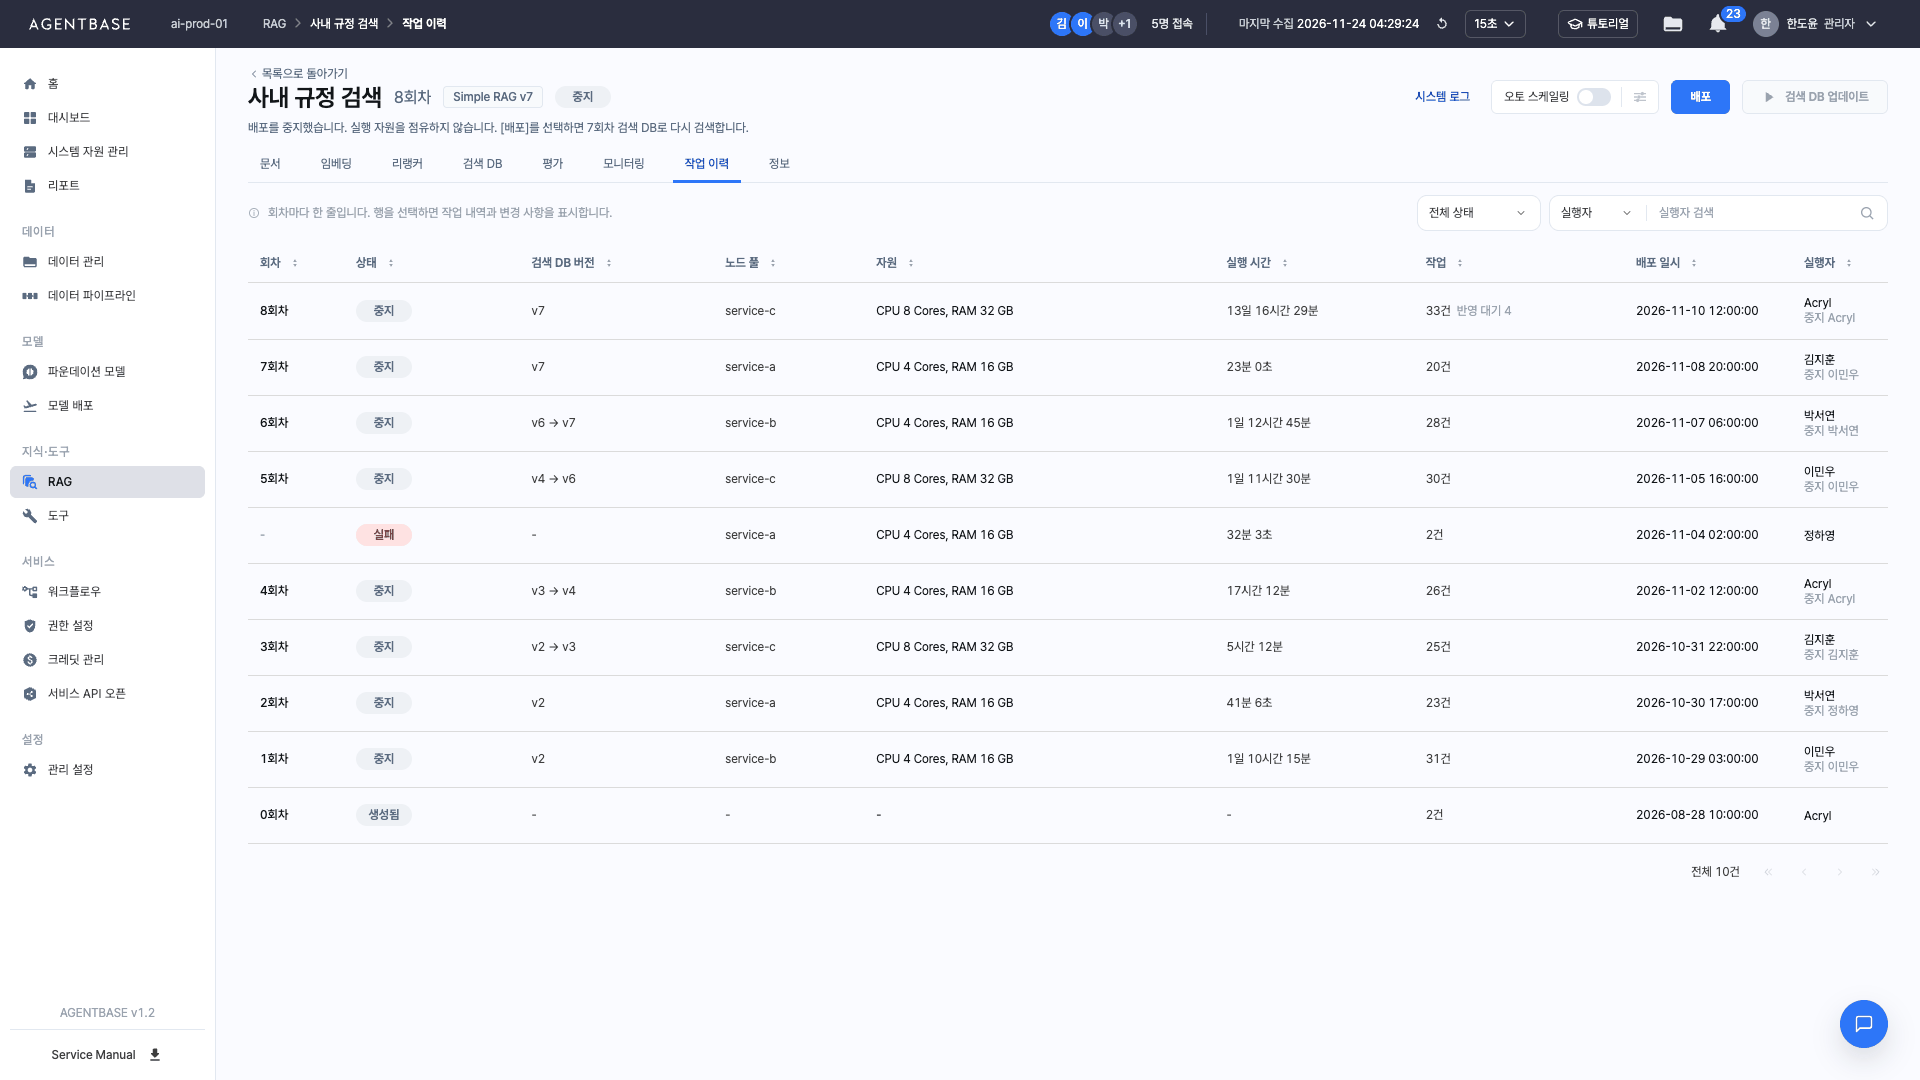 AGENTBASE
ai-prod-01
RAG > 사내 규정 검색 > 작업 이력
김 이 박 +1 5명 접속
마지막 수집 2026-11-24 04:29:24
15초
튜토리얼
23
한 한도윤 관리자
홈
대시보드
시스템 자원 관리
리포트
데이터
데이터 관리
데이터 파이프라인
모델
파운데이션 모델
모델 배포
지식·도구
RAG
도구
서비스
워크플로우
권한 설정
크레딧 관리
서비스 API 오픈
설정
관리 설정
AGENTBASE v1.2
Service Manual
목록으로 돌아가기
사내 규정 검색 8회차 Simple RAG v7 중지
배포를 중지했습니다. 실행 자원을 점유하지 않습니다. [배포]를 선택하면 7회차 검색 DB로 다시 검색합니다.
시스템 로그 오토 스케일링 배포 검색 DB 업데이트
문서 임베딩 리랭커 검색 DB 평가 모니터링 작업 이력 정보
회차마다 한 줄입니다. 행을 선택하면 작업 내역과 변경 사항을 표시합니다.
전체 상태 실행자 실행자 검색
회차 상태 검색 DB 버전 노드 풀 자원 실행 시간 작업 배포 일시 실행자
8회차 중지 v7 service-c CPU 8 Cores, RAM 32 GB 13일 16시간 29분 33건 반영 대기 4 2026-11-10 12:00:00 Acryl
중지 Acryl
7회차 중지 v7 service-a CPU 4 Cores, RAM 16 GB 23분 0초 20건 2026-11-08 20:00:00 김지훈
중지 이민우
6회차 중지 v6 → v7 service-b CPU 4 Cores, RAM 16 GB 1일 12시간 45분 28건 2026-11-07 06:00:00 박서연
중지 박서연
5회차 중지 v4 → v6 service-c CPU 8 Cores, RAM 32 GB 1일 11시간 30분 30건 2026-11-05 16:00:00 이민우
중지 이민우
- 실패 - service-a CPU 4 Cores, RAM 16 GB 32분 3초 2건 2026-11-04 02:00:00 정하영
4회차 중지 v3 → v4 service-b CPU 4 Cores, RAM 16 GB 17시간 12분 26건 2026-11-02 12:00:00 Acryl
중지 Acryl
3회차 중지 v2 → v3 service-c CPU 8 Cores, RAM 32 GB 5시간 12분 25건 2026-10-31 22:00:00 김지훈
중지 김지훈
2회차 중지 v2 service-a CPU 4 Cores, RAM 16 GB 41분 6초 23건 2026-10-30 17:00:00 박서연
중지 정하영
1회차 중지 v2 service-b CPU 4 Cores, RAM 16 GB 1일 10시간 15분 31건 2026-10-29 03:00:00 이민우
중지 이민우
0회차 생성됨 - - - - 2건 2026-08-28 10:00:00 Acryl
전체 10건 « ‹ › »